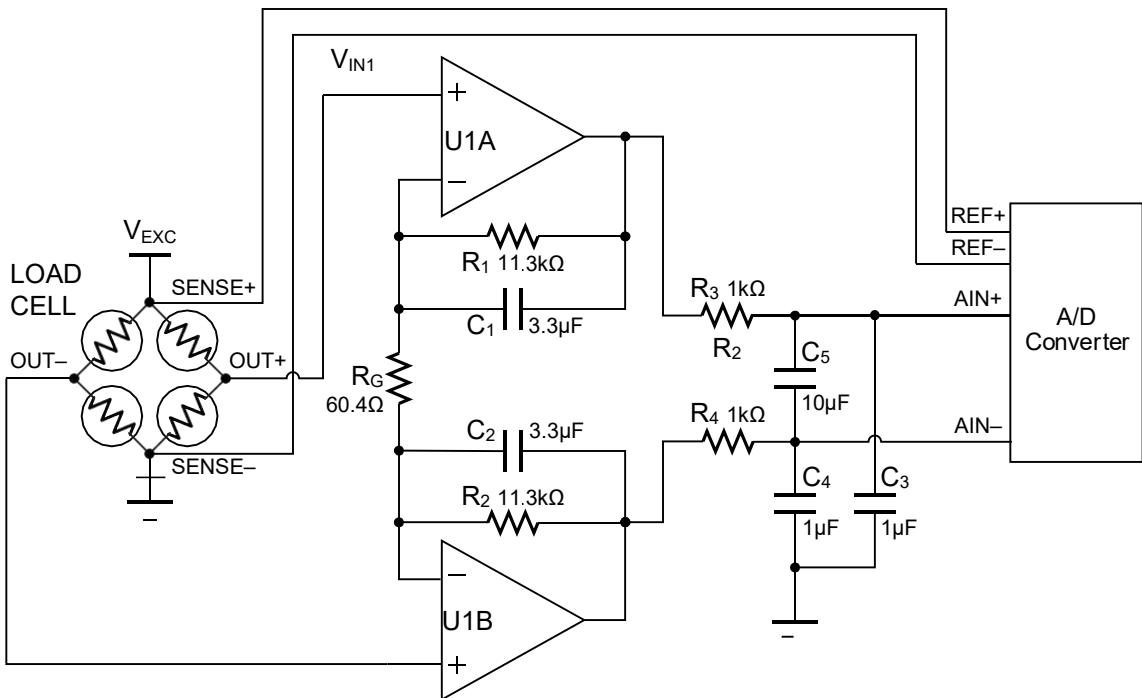 V_IN1
+
U1A
–
REF+
REF–
V_EXC
LOAD
CELL
SENSE+
R1 11.3kΩ
R3 1kΩ
AIN+
A/D
Converter
C1 3.3µF
R2
C5
OUT–
OUT+
RG
60.4Ω
10µF
R4 1kΩ
AIN–
C2 3.3µF
SENSE–
C4
C3
R2 11.3kΩ
1µF
1µF
–
–
–
U1B
+